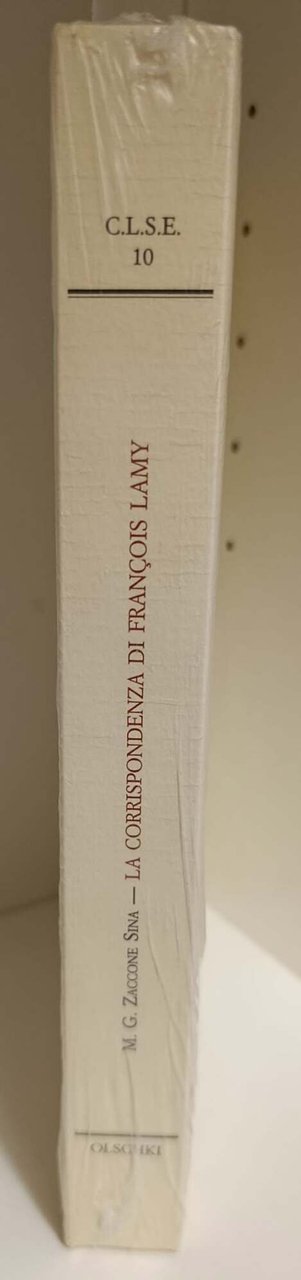 C.L.S.E.
10
M. G. ZACCONE SINA — LA CORRISPONDENZA DI FRANÇOIS LAMY
OLSCHKI